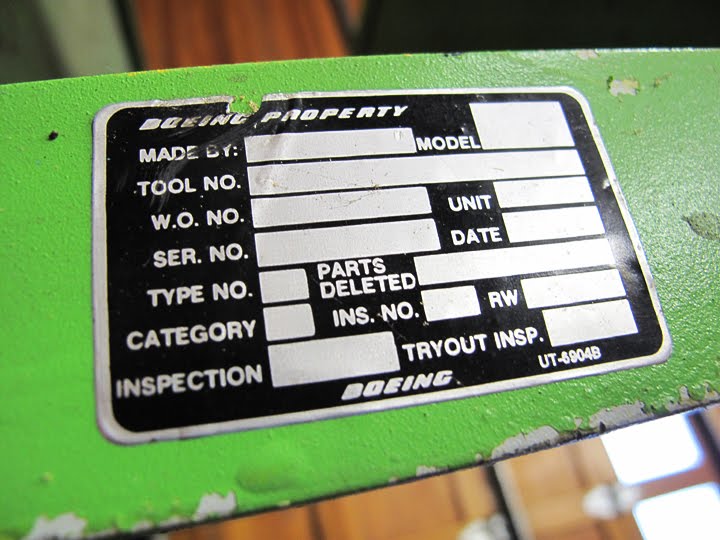 BOEING PROPERTY
MADE BY: MODEL
TOOL NO.
W.O. NO. UNIT
SER. NO. DATE
TYPE NO. PARTS DELETED
CATEGORY INS. NO. RW
INSPECTION TRYOUT INSP.
BOEING UT-6904B